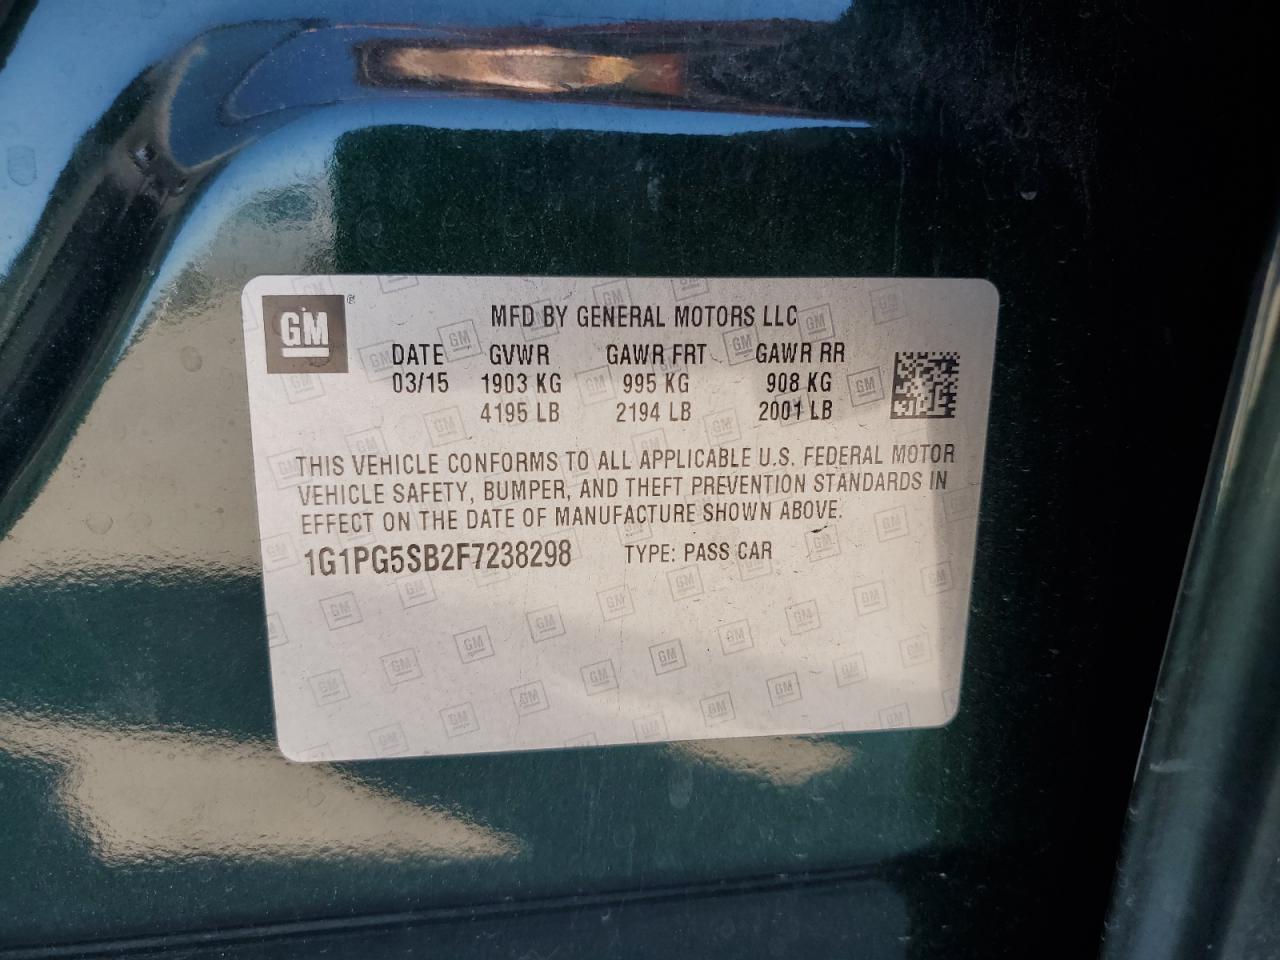 GM ®
MFD BY GENERAL MOTORS LLC
DATE GVWR GAWR FRT GAWR RR
03/15 1903 KG 995 KG 908 KG
4195 LB 2194 LB 2001 LB
THIS VEHICLE CONFORMS TO ALL APPLICABLE U.S. FEDERAL MOTOR
VEHICLE SAFETY, BUMPER, AND THEFT PREVENTION STANDARDS IN
EFFECT ON THE DATE OF MANUFACTURE SHOWN ABOVE.
1G1PG5SB2F7238298 TYPE: PASS CAR